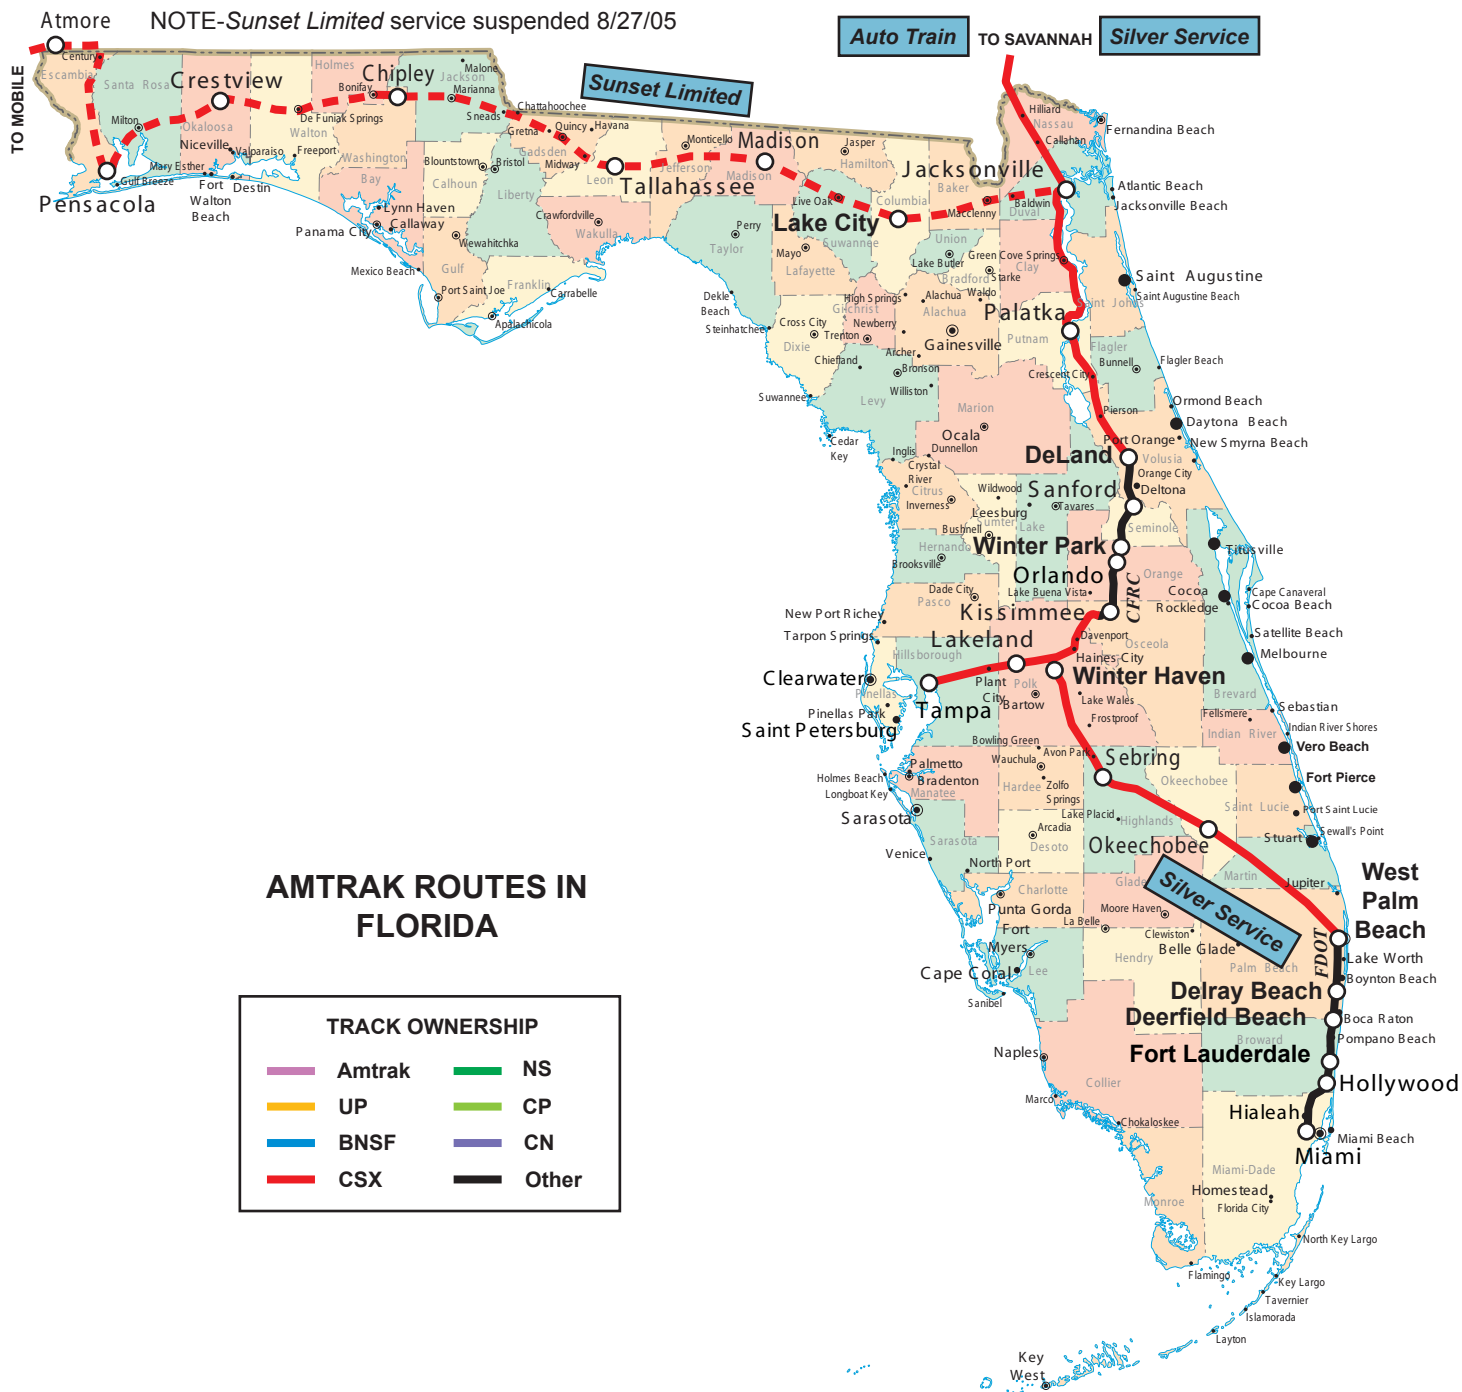 Atmore
NOTE-Sunset Limited service suspended 8/27/05
Auto Train
TO SAVANNAH
Silver Service
TO MOBILE
Century
Escambia
Santa Rosa
Holmes
Crestview
Bonifay
Chipley
Malone
Jackson
Marianna
Sunset Limited
Sneads
Chattahoochee
De Funiak Springs
Milton
Okaloosa
Niceville
Valparaiso
Walton
Freeport
Washington
Gretna
Quincy
Havana
Gadsden
Midway
Monticello
Madison
Jasper
Hamilton
Hilliard
Nassau
Callahan
Fernandina Beach
Mary Esther
Gulf Breeze
Fort
Walton
Beach
Destin
Pensacola
Bay
Blountstown
Bristol
Calhoun
Liberty
Leon
Tallahassee
Jefferson
Madison
Jacksonville
Baker
Columbia
Macclenny
Baldwin
Duval
Atlantic Beach
Jacksonville Beach
Lynn Haven
Panama City
Callaway
Crawfordville
Wakulla
Wewahitchka
Live Oak
Lake City
Suwannee
Perry
Taylor
Mayo
Lafayette
Union
Lake Butler
Green Cove Springs
Clay
Bradford
Starke
Mexico Beach
Gulf
Port Saint Joe
Franklin
Carrabelle
Apalachicola
Saint Augustine
Saint Augustine Beach
Saint Johns
Dekle
Beach
Steinhatchee
High Springs
Gilchrist
Alachua
Alachua
Waldo
Palatka
Putnam
Cross City
Dixie
Trenton
Newberry
Gainesville
Archer
Chiefland
Bronson
Williston
Flagler
Bunnell
Flagler Beach
Crescent City
Suwannee
Levy
Marion
Pierson
Ormond Beach
Daytona Beach
Cedar
Key
Ocala
Dunnellon
Inglis
Port Orange
New Smyrna Beach
DeLand
Volusia
Crystal
River
Citrus
Inverness
Orange City
Deltona
Wildwood
Leesburg
Sanford
Tavares
Sumter
Bushnell
Lake
Seminole
Hernando
Brooksville
Winter Park
Titusville
Orlando
Orange
Dade City
Pasco
Lake Buena Vista
CFRC
Cocoa
Rockledge
Cape Canaveral
Cocoa Beach
New Port Richey
Tarpon Springs
Kissimmee
Lakeland
Davenport
Haines City
Osceola
Satellite Beach
Melbourne
Hillsborough
Clearwater
Pinellas
Plant
City
Polk
Bartow
Winter Haven
Brevard
Pinellas Park
Saint Petersburg
Tampa
Lake Wales
Frostproof
Fellsmere
Sebastian
Indian River
Indian River Shores
Vero Beach
Bowling Green
Wauchula
Avon Park
Sebring
Palmetto
Bradenton
Holmes Beach
Longboat Key
Manatee
Hardee
Zolfo
Springs
Okeechobee
Fort Pierce
Saint Lucie
Port Saint Lucie
Sarasota
Lake Placid
Highlands
Arcadia
Desoto
Okeechobee
Stuart
Sewall's Point
Sarasota
Venice
North Port
Charlotte
Punta Gorda
Glades
Moore Haven
Silver Service
Martin
Jupiter
West
Palm
Beach
AMTRAK ROUTES IN
FLORIDA
Fort
Myers
La Belle
Clewiston
Belle Glade
FDOT
Cape Coral
Lee
Hendry
Palm Beach
Lake Worth
Boynton Beach
Sanibel
Delray Beach
Deerfield Beach
Boca Raton
Pompano Beach
Broward
Fort Lauderdale
Naples
Collier
Hollywood
Marco
Chokaloskee
Hialeah
Miami Beach
Miami
Miami-Dade
Homestead
Florida City
Monroe
North Key Largo
Flamingo
Key Largo
Tavernier
Islamorada
Layton
Key
West
TRACK OWNERSHIP
Amtrak
NS
UP
CP
BNSF
CN
CSX
Other